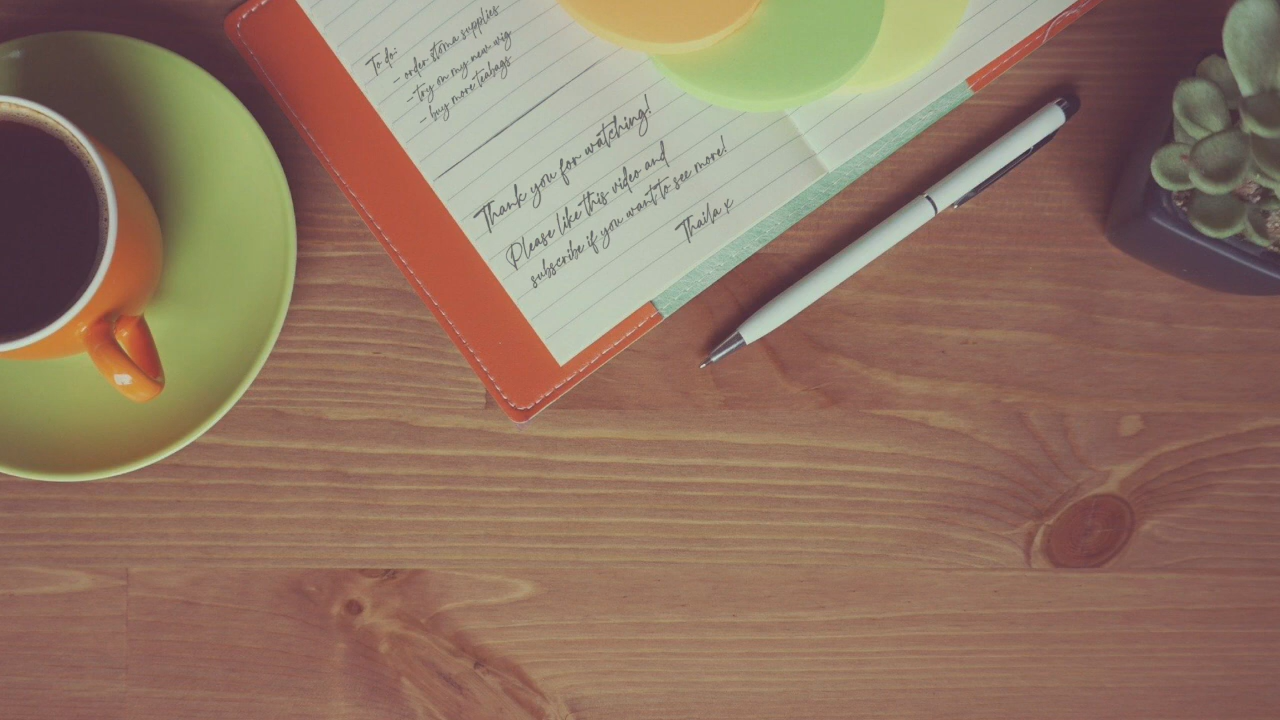 To do:
- order stoma supplies
- try on my new wig
- buy more teabags
Thank you for watching!
Please like this video and
subscribe if you want to see more!
Thaila x